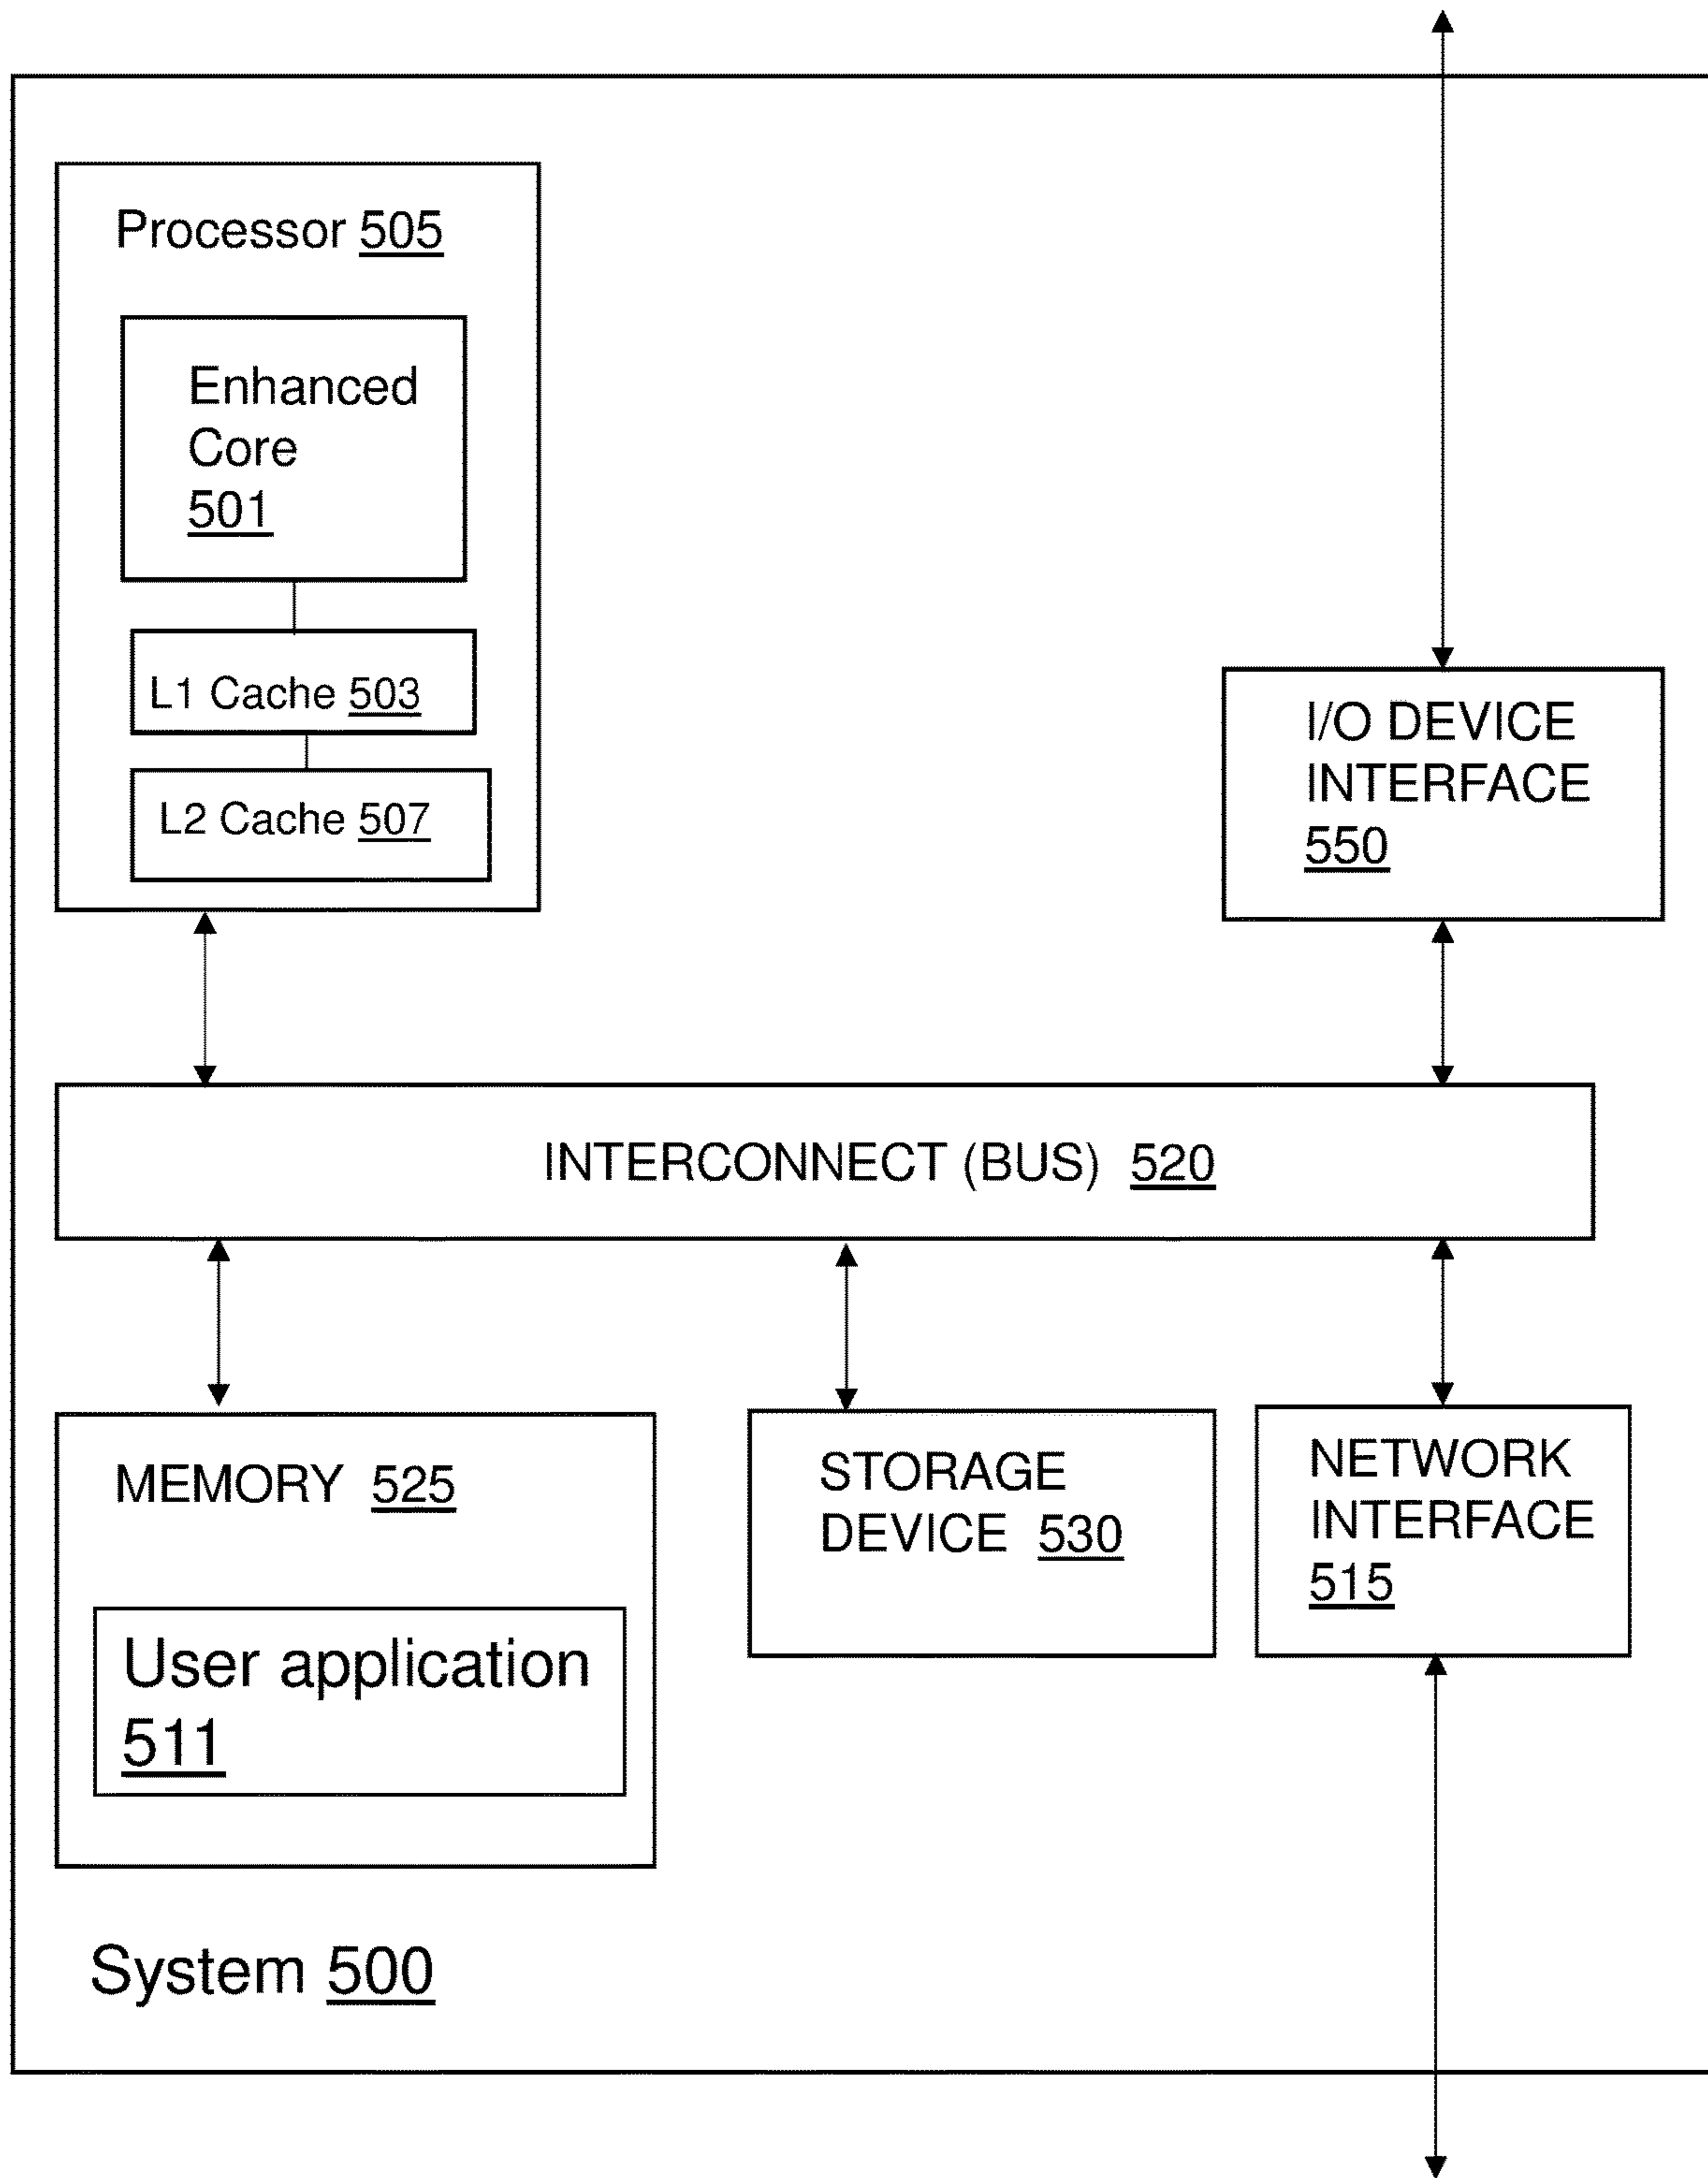 Processor 505
Enhanced
Core
501
L1 Cache 503
L2 Cache 507
I/O DEVICE
INTERFACE
550
INTERCONNECT (BUS) 520
MEMORY 525
User application
511
STORAGE
DEVICE 530
NETWORK
INTERFACE
515
System 500